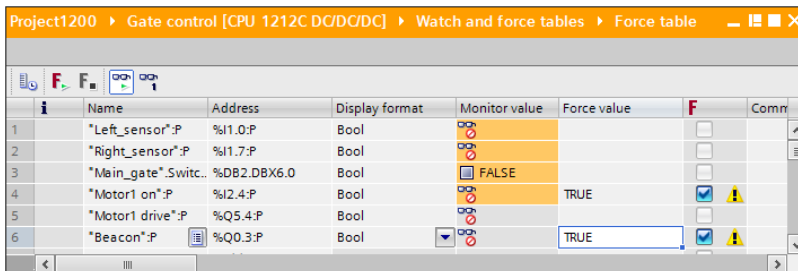 Project1200 ▸ Gate control [CPU 1212C DC/DC/DC] ▸ Watch and force tables ▸ Force table
F F 1
i Name Address Display format Monitor value Force value F Comm
1 "Left_sensor":P %I1.0:P Bool
2 "Right_sensor":P %I1.7:P Bool
3 "Main_gate".Switc... %DB2.DBX6.0 Bool FALSE
4 "Motor1 on":P %I2.4:P Bool TRUE
5 "Motor1 drive":P %Q5.4:P Bool
6 "Beacon":P %Q0.3:P Bool TRUE